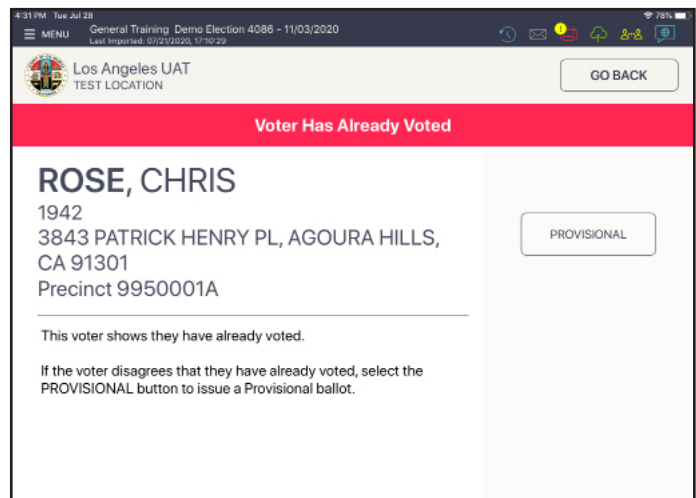 4:31 PM Tue Jul 28
78%
MENU
General Training Demo Election 4086 - 11/03/2020
Last Imported: 07/21/2020, 17:10:29
Los Angeles UAT
TEST LOCATION
GO BACK
Voter Has Already Voted
ROSE, CHRIS
1942
3843 PATRICK HENRY PL, AGOURA HILLS,
CA 91301
Precinct 9950001A
PROVISIONAL
This voter shows they have already voted.
If the voter disagrees that they have already voted, select the
PROVISIONAL button to issue a Provisional ballot.